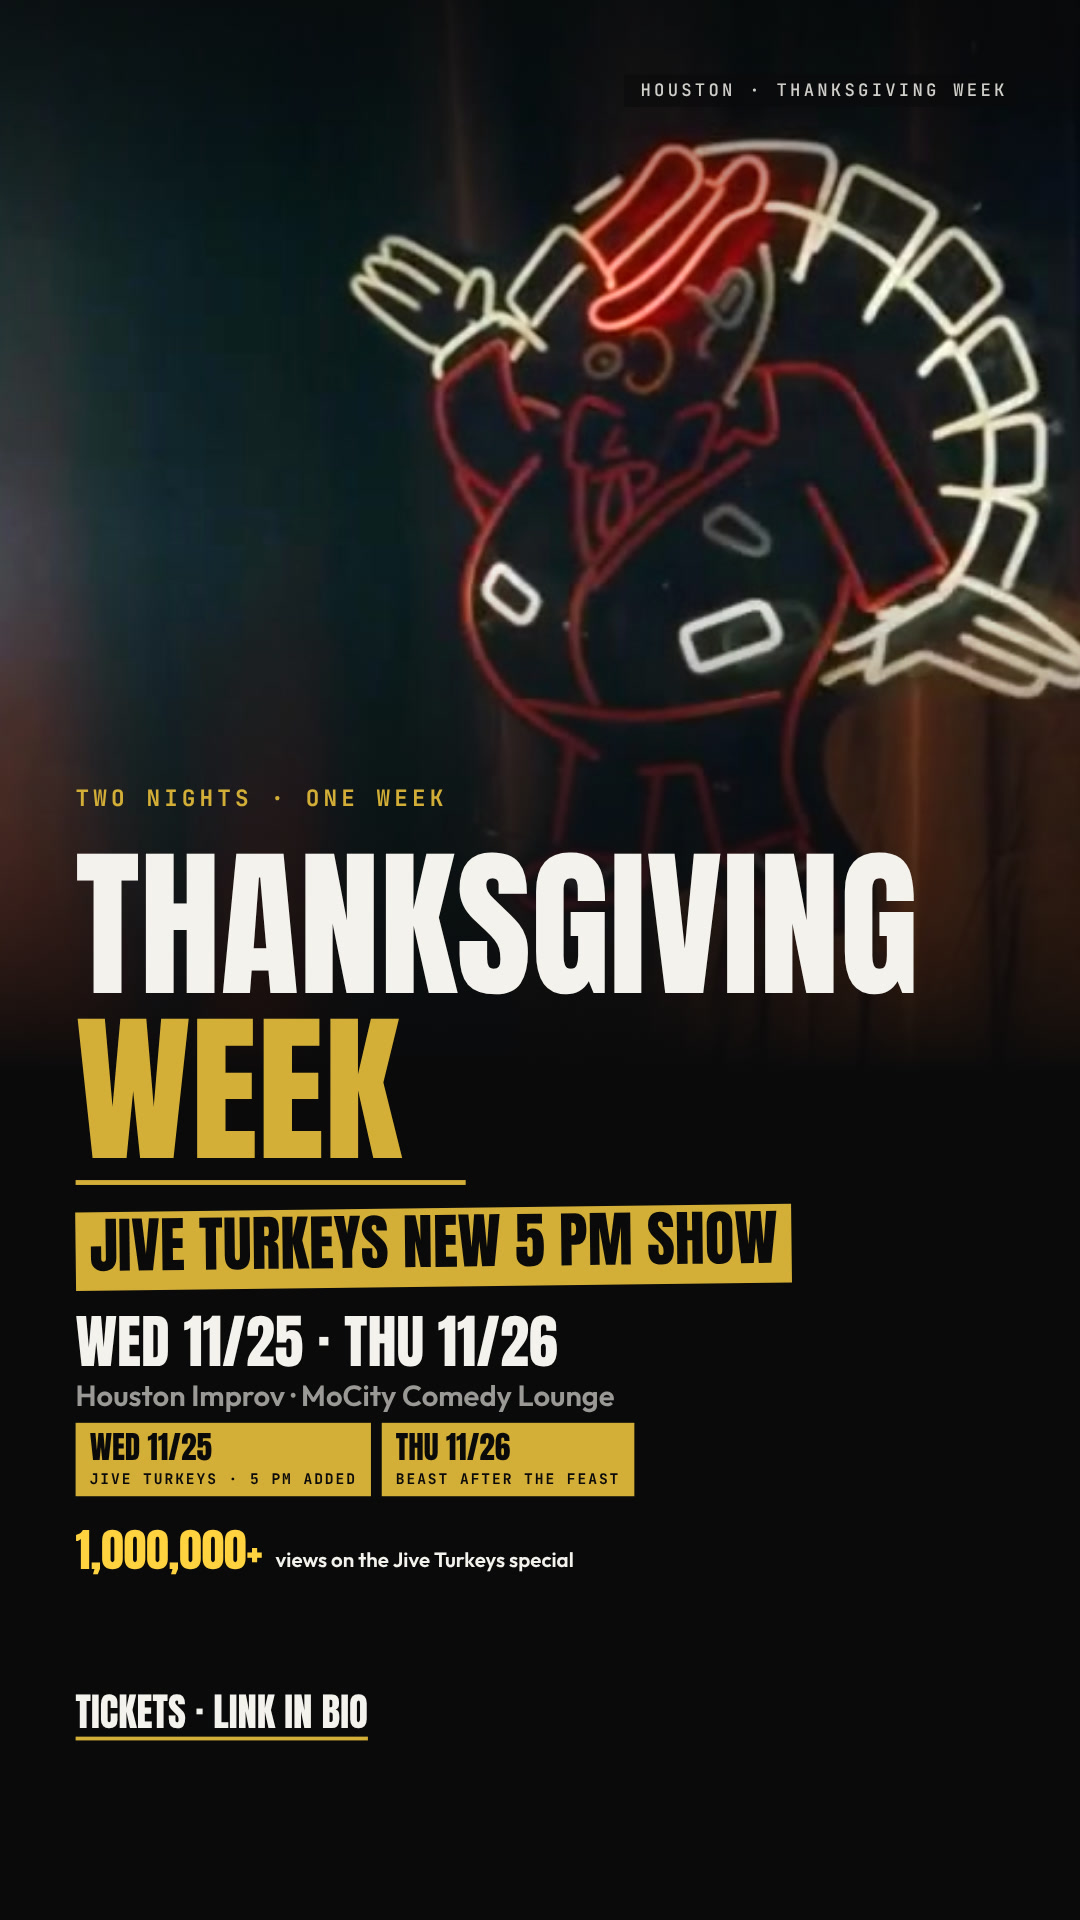 HOUSTON · THANKSGIVING WEEK
TWO NIGHTS · ONE WEEK
THANKSGIVING
WEEK
JIVE TURKEYS NEW 5 PM SHOW
WED 11/25 · THU 11/26
Houston Improv · MoCity Comedy Lounge
WED 11/25
JIVE TURKEYS · 5 PM ADDED
THU 11/26
BEAST AFTER THE FEAST
1,000,000+ views on the Jive Turkeys special
TICKETS · LINK IN BIO